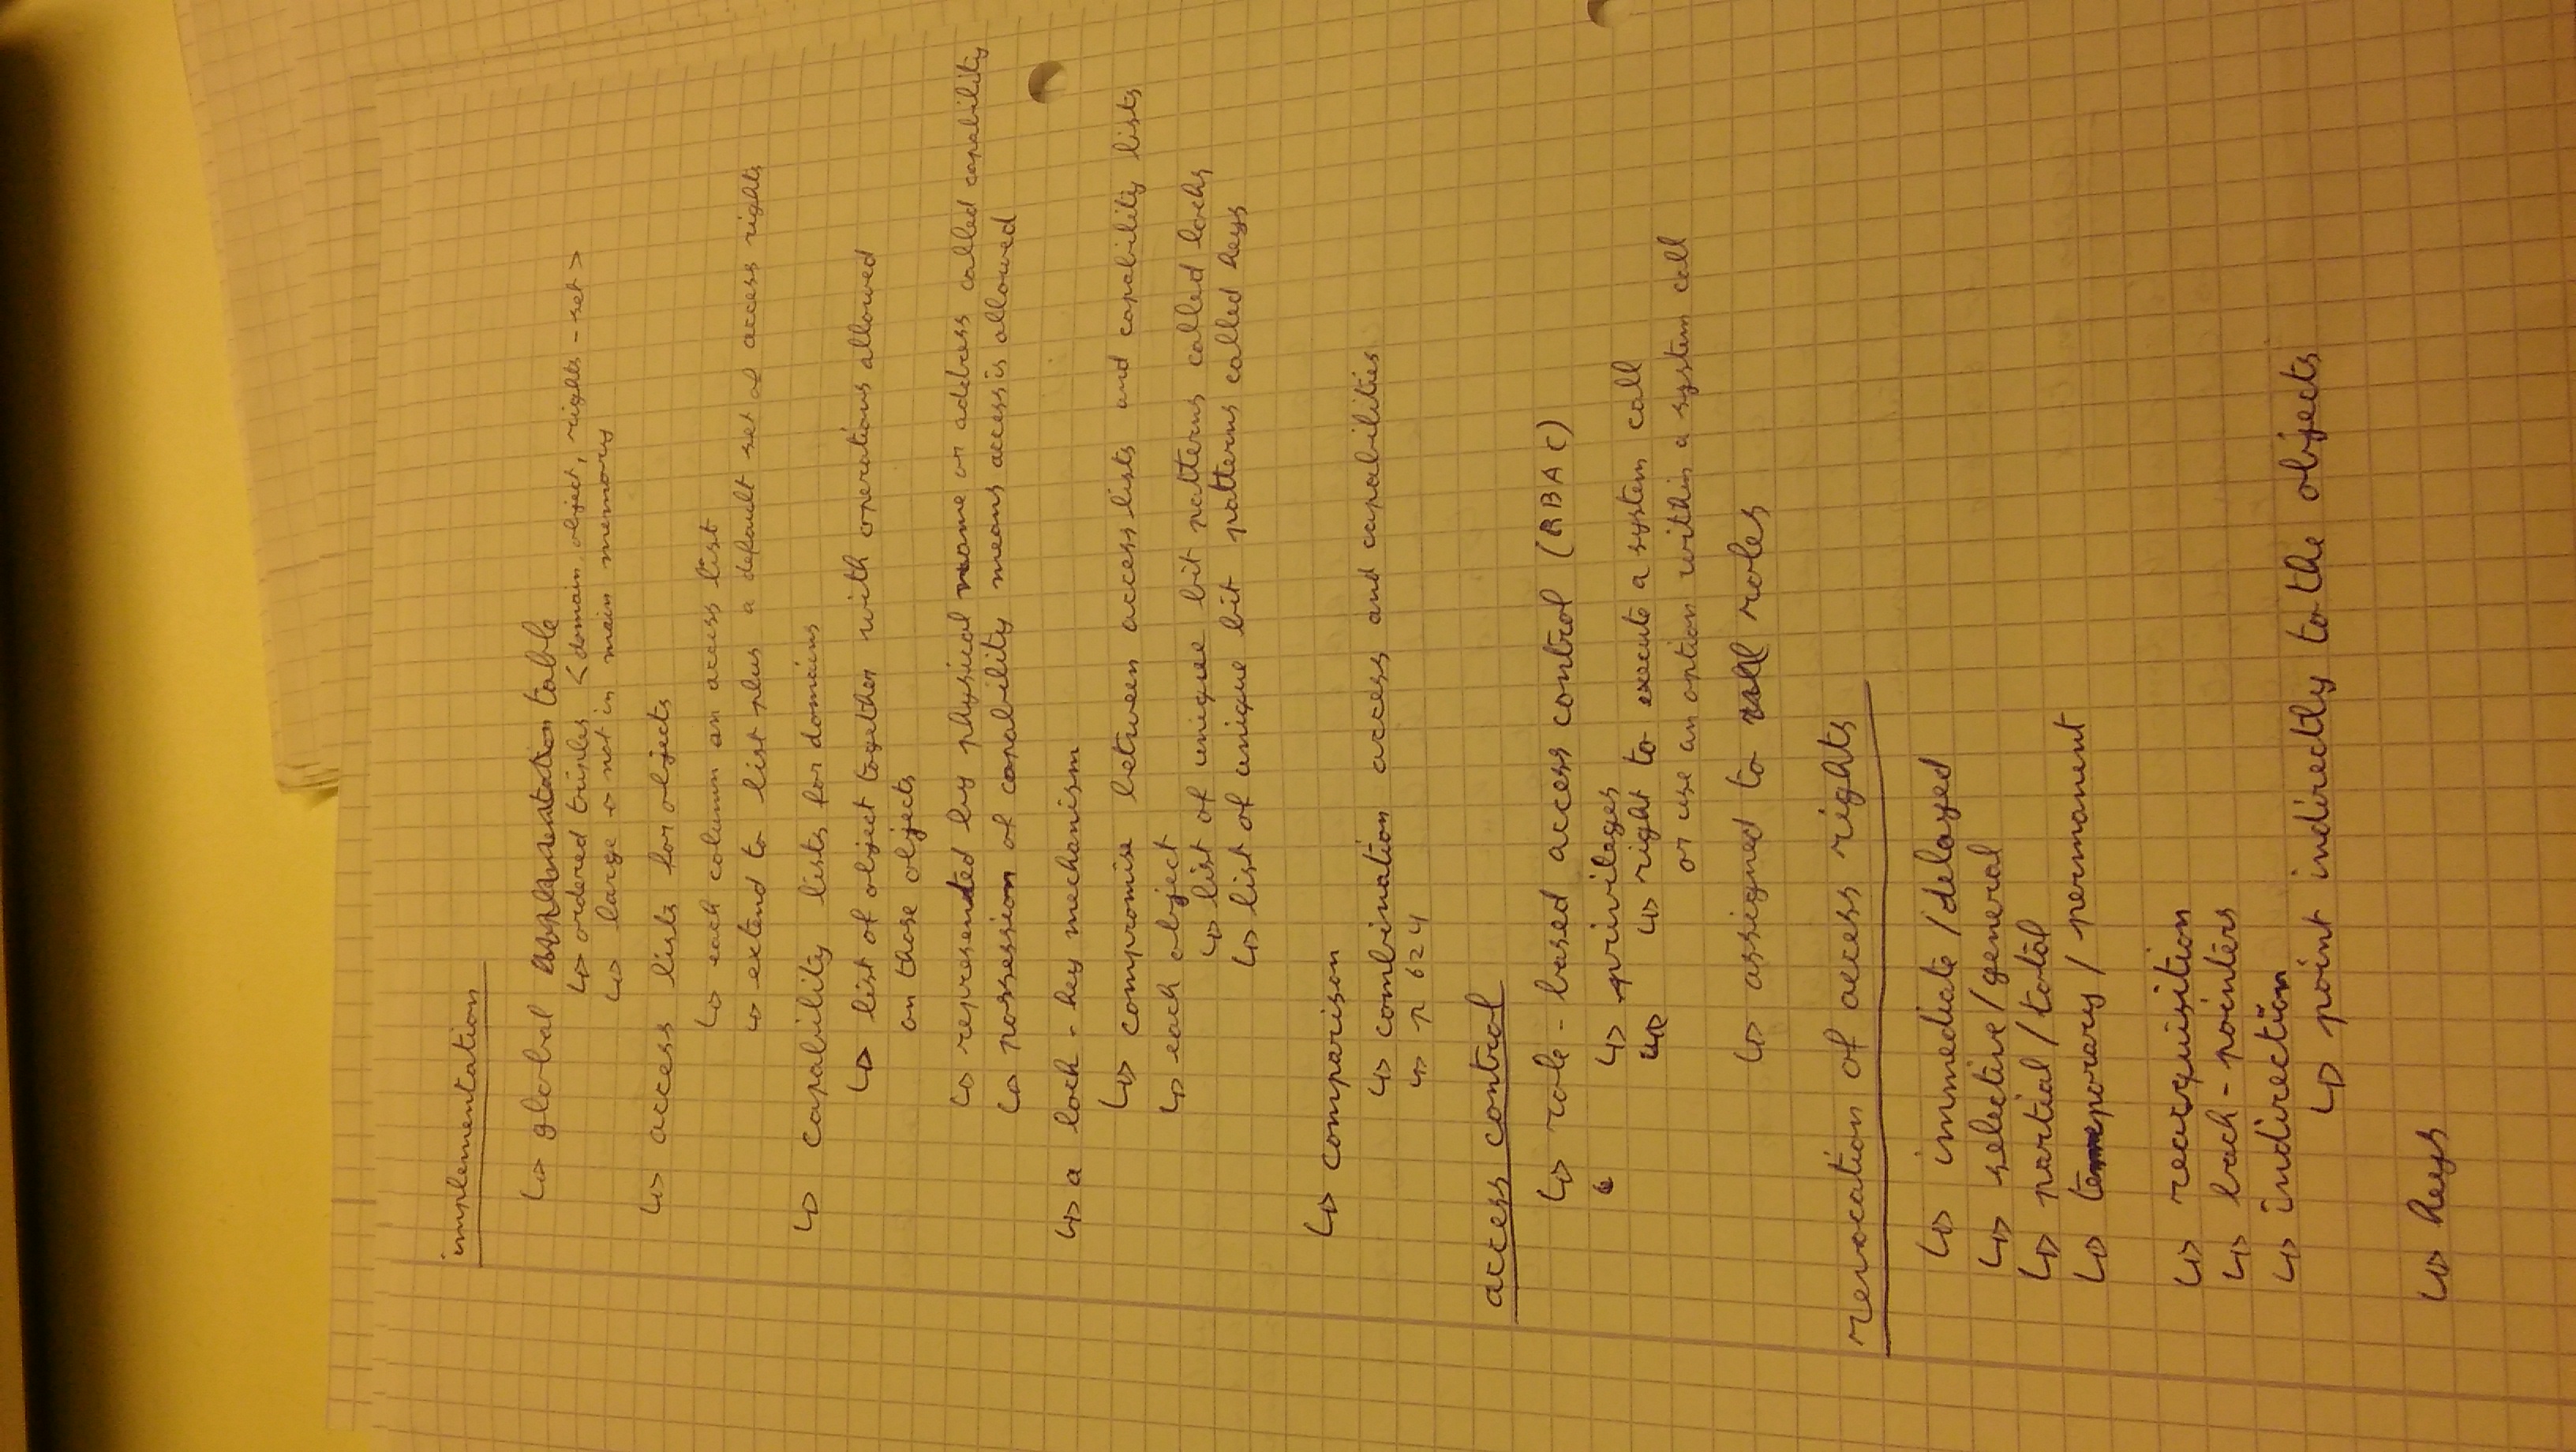 implementation
↳ global table
↳ ordered triples <domain, object, rights-set>
↳ large → not in main memory
↳ access lists for objects
↳ each column an access list
↳ extend to list plus a default set of access rights
↳ capability lists for domains
↳ list of object together with operations allowed
on those objects
↳ represented by physical name or address called capability
↳ possession of capability means access is allowed
↳ a lock-key mechanism
↳ compromise between access lists and capability lists
↳ each object
↳ list of unique bit patterns called locks
↳ list of unique bit patterns called keys
↳ comparison
↳ combination access and capabilities
↳ p 624
access control
↳ role-based access control (RBAC)
↳ privileges
↳ right to execute a system call
or use an option within a system call
↳ assigned to roles
revocation of access rights
↳ immediate/delayed
↳ selective/general
↳ partial/total
↳ temporary/permanent
↳ reacquisition
↳ back-pointers
↳ indirection
↳ point indirectly to the objects
↳ keys